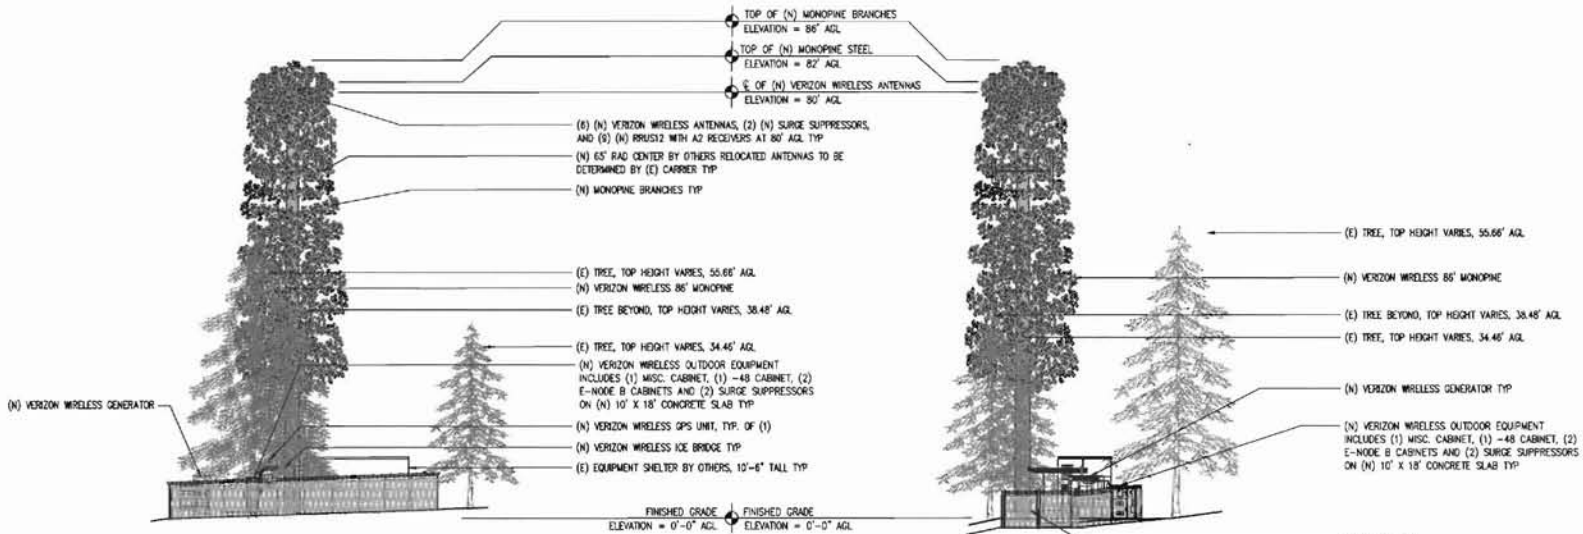 TOP OF (N) MONOPINE BRANCHES
ELEVATION = 86' AGL
TOP OF (N) MONOPINE STEEL
ELEVATION = 82' AGL
℄ OF (N) VERIZON WIRELESS ANTENNAS
ELEVATION = 80' AGL
(6) (N) VERIZON WIRELESS ANTENNAS, (2) (N) SURGE SUPPRESSORS,
AND (9) (N) RRUS12 WITH A2 RECEIVERS AT 80' AGL TYP
(N) 65' RAD CENTER BY OTHERS RELOCATED ANTENNAS TO BE
DETERMINED BY (E) CARRIER TYP
(N) MONOPINE BRANCHES TYP
(E) TREE, TOP HEIGHT VARIES, 55.66' AGL
(N) VERIZON WIRELESS 86' MONOPINE
(E) TREE BEYOND, TOP HEIGHT VARIES, 38.48' AGL
(E) TREE, TOP HEIGHT VARIES, 34.46' AGL
(N) VERIZON WIRELESS OUTDOOR EQUIPMENT
INCLUDES (1) MISC. CABINET, (1) -48 CABINET, (2)
E-NODE B CABINETS AND (2) SURGE SUPPRESSORS
ON (N) 10' X 18' CONCRETE SLAB TYP
(N) VERIZON WIRELESS GENERATOR
(N) VERIZON WIRELESS GPS UNIT, TYP. OF (1)
(N) VERIZON WIRELESS ICE BRIDGE TYP
(E) EQUIPMENT SHELTER BY OTHERS, 10'-6" TALL TYP
FINISHED GRADE
ELEVATION = 0'-0" AGL
FINISHED GRADE
ELEVATION = 0'-0" AGL
(E) TREE, TOP HEIGHT VARIES, 55.66' AGL
(N) VERIZON WIRELESS 86' MONOPINE
(E) TREE BEYOND, TOP HEIGHT VARIES, 38.48' AGL
(E) TREE, TOP HEIGHT VARIES, 34.46' AGL
(N) VERIZON WIRELESS GENERATOR TYP
(N) VERIZON WIRELESS OUTDOOR EQUIPMENT
INCLUDES (1) MISC. CABINET, (1) -48 CABINET, (2)
E-NODE B CABINETS AND (2) SURGE SUPPRESSORS
ON (N) 10' X 18' CONCRETE SLAB TYP